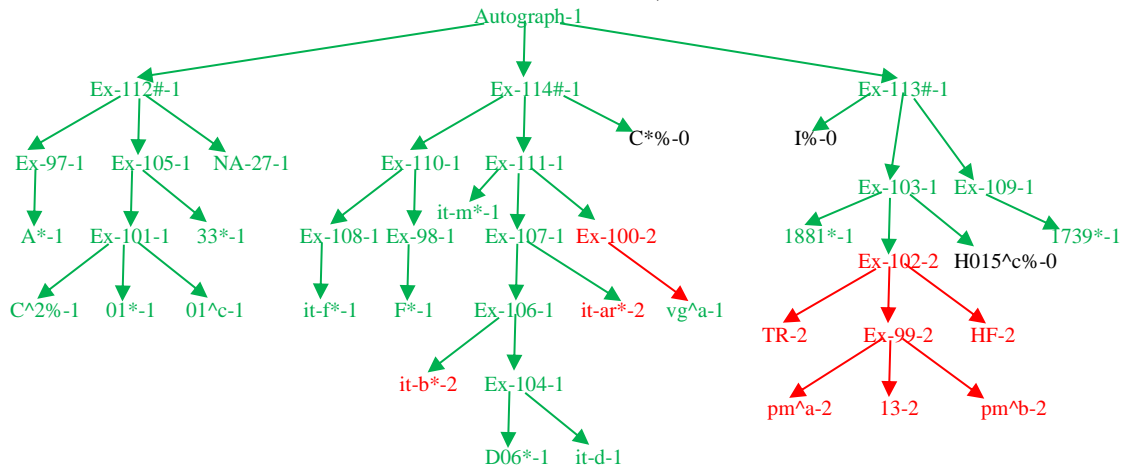 Autograph-1
Ex-112#-1 Ex-114#-1 Ex-113#-1
C*%-0 I%-0
Ex-97-1 Ex-105-1 NA-27-1 Ex-110-1 Ex-111-1
Ex-103-1 Ex-109-1
it-m*-1
A*-1 Ex-101-1 33*-1 Ex-108-1 Ex-98-1 Ex-107-1 Ex-100-2 1881*-1 1739*-1
Ex-102-2 H015^c%-0
C^2%-1 01*-1 01^c-1 it-f*-1 F*-1 Ex-106-1 it-ar*-2 vg^a-1
TR-2 Ex-99-2 HF-2
it-b*-2 Ex-104-1
pm^a-2 13-2 pm^b-2
D06*-1 it-d-1